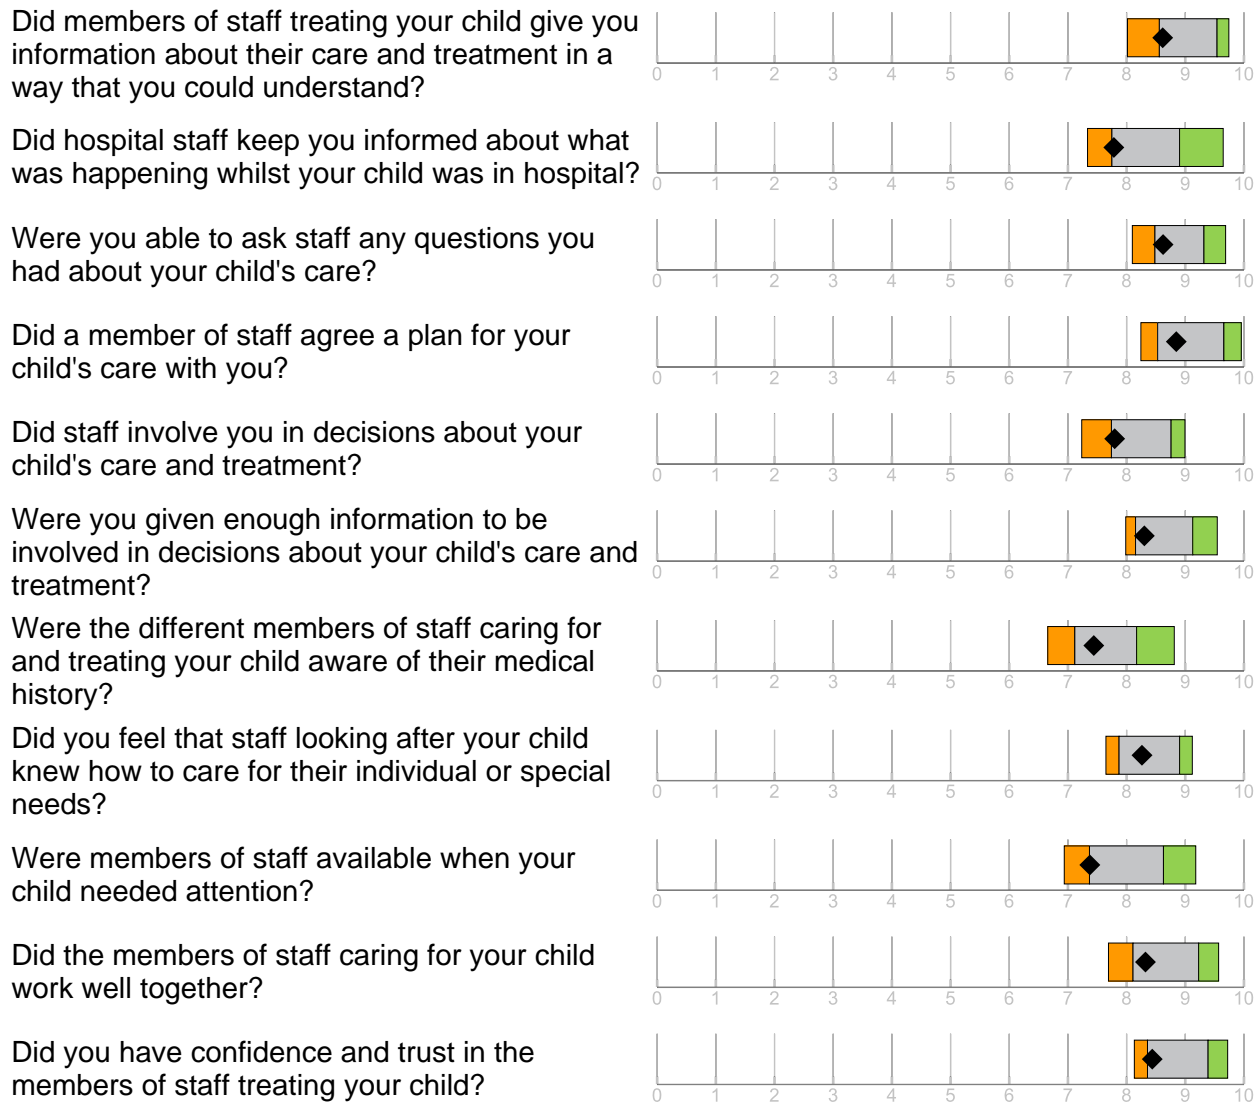 Did members of staff treating your child give you
information about their care and treatment in a
way that you could understand?
0 1 2 3 4 5 6 7 8 9 10
Did hospital staff keep you informed about what
was happening whilst your child was in hospital?
0 1 2 3 4 5 6 7 8 9 10
Were you able to ask staff any questions you
had about your child's care?
0 1 2 3 4 5 6 7 8 9 10
Did a member of staff agree a plan for your
child's care with you?
0 1 2 3 4 5 6 7 8 9 10
Did staff involve you in decisions about your
child's care and treatment?
0 1 2 3 4 5 6 7 8 9 10
Were you given enough information to be
involved in decisions about your child's care and
treatment?
0 1 2 3 4 5 6 7 8 9 10
Were the different members of staff caring for
and treating your child aware of their medical
history?
0 1 2 3 4 5 6 7 8 9 10
Did you feel that staff looking after your child
knew how to care for their individual or special
needs?
0 1 2 3 4 5 6 7 8 9 10
Were members of staff available when your
child needed attention?
0 1 2 3 4 5 6 7 8 9 10
Did the members of staff caring for your child
work well together?
0 1 2 3 4 5 6 7 8 9 10
Did you have confidence and trust in the
members of staff treating your child?
0 1 2 3 4 5 6 7 8 9 10